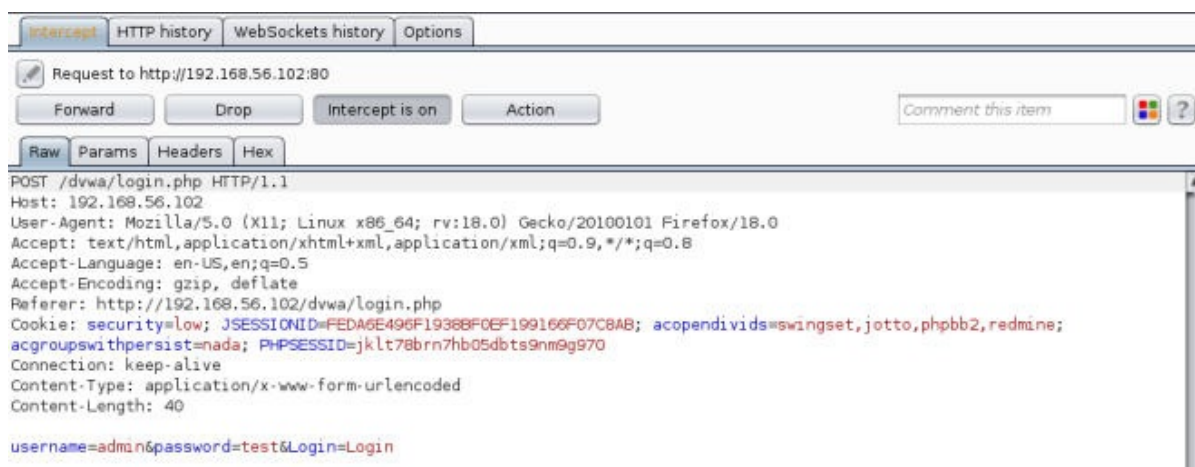 Intercept HTTP history WebSockets history Options
Request to http://192.168.56.102:80
Forward Drop Intercept is on Action Comment this item ?
Raw Params Headers Hex
POST /dvwa/login.php HTTP/1.1
Host: 192.168.56.102
User-Agent: Mozilla/5.0 (X11; Linux x86_64; rv:18.0) Gecko/20100101 Firefox/18.0
Accept: text/html,application/xhtml+xml,application/xml;q=0.9,*/*;q=0.8
Accept-Language: en-US,en;q=0.5
Accept-Encoding: gzip, deflate
Referer: http://192.168.56.102/dvwa/login.php
Cookie: security=low; JSESSIONID=FEDA6E496F1938BF0EF199166F07C8AB; acopendivids=swingset,jotto,phpbb2,redmine;
acgroupswithpersist=nada; PHPSESSID=jklt78brn7hb05dbts9nm9g970
Connection: keep-alive
Content-Type: application/x-www-form-urlencoded
Content-Length: 40
username=admin&password=test&Login=Login